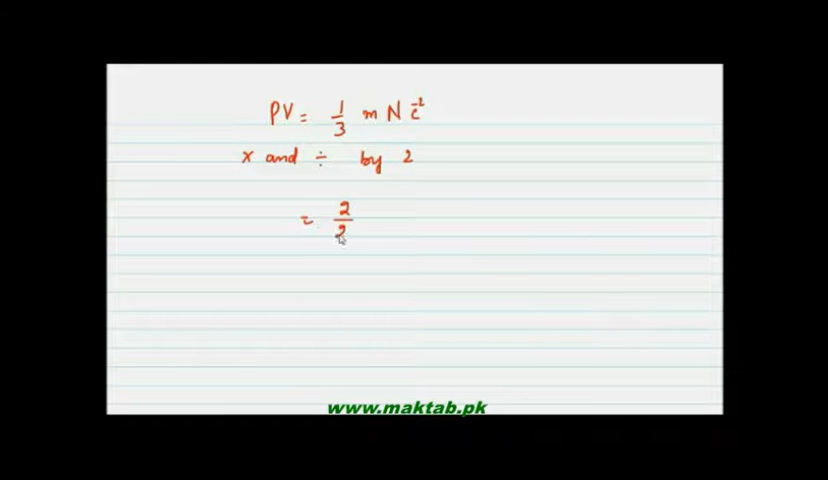 PV = 1/3 m N c̄²
× and ÷ by 2
= 2/2
www.maktab.pk